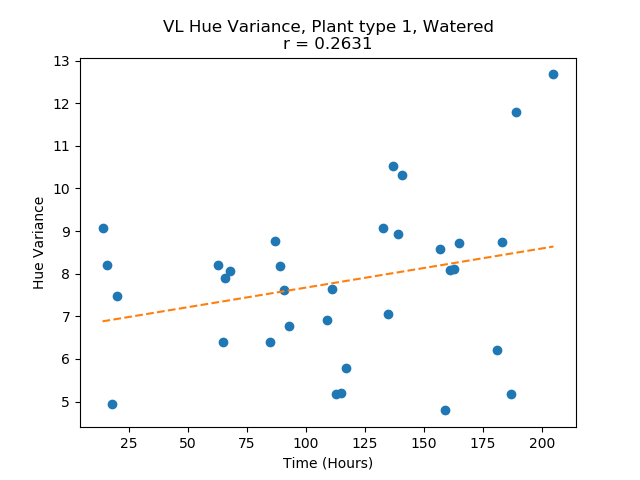 VL Hue Variance, Plant type 1, Watered
r = 0.2631
13
12
11
10
9
8
7
6
5
Hue Variance
25 50 75 100 125 150 175 200
Time (Hours)